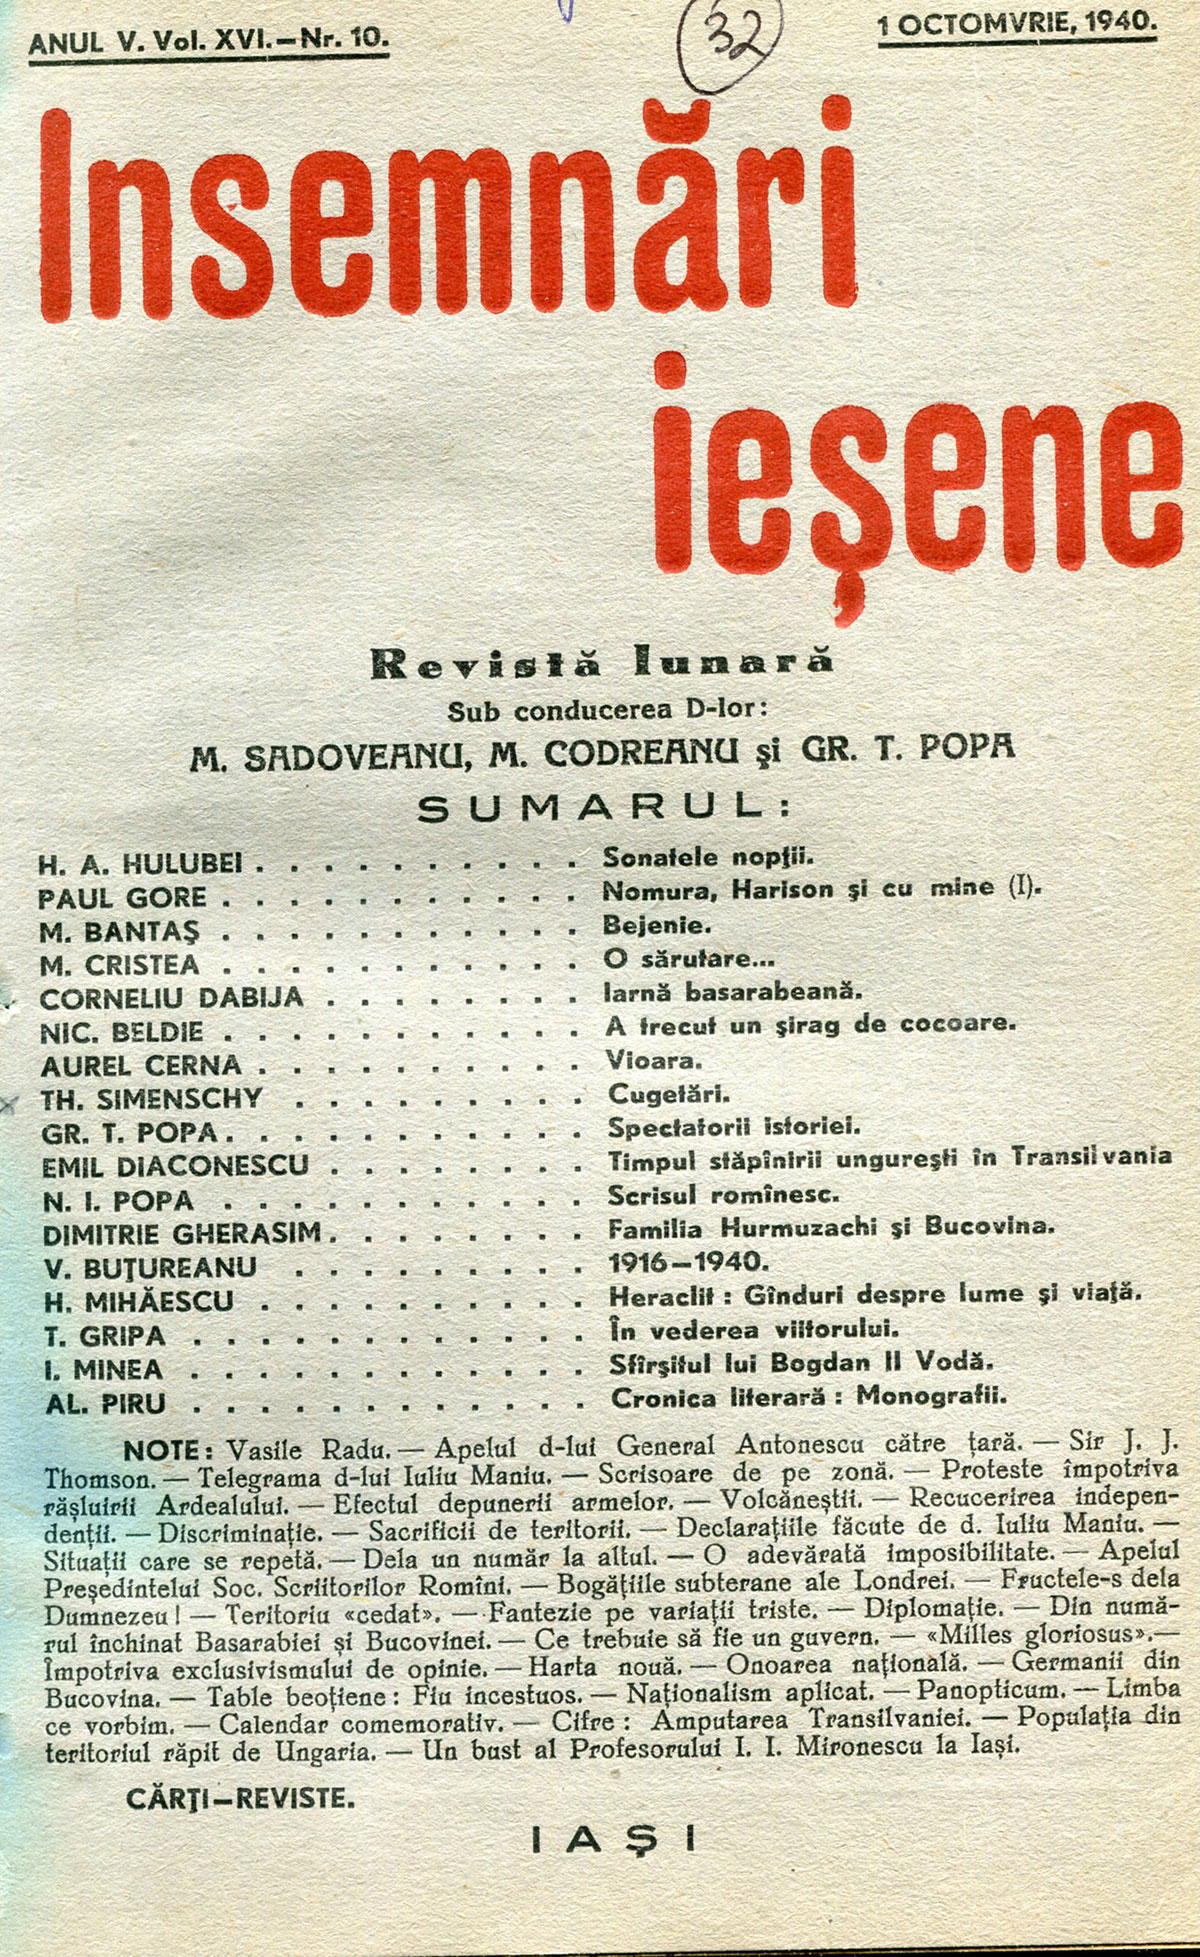 ANUL V. Vol. XVI.—Nr. 10.
32
1 OCTOMVRIE, 1940.
Insemnări
ieşene
Revistă lunară
Sub conducerea D-lor:
M. SADOVEANU, M. CODREANU şi GR. T. POPA
SUMARUL:
H. A. HULUBEI . . . . . . . . . . Sonatele nopţii.
PAUL GORE . . . . . . . . . . . Nomura, Harison şi cu mine (I).
M. BANTAŞ . . . . . . . . . . . Bejenie.
M. CRISTEA . . . . . . . . . . . O sărutare...
CORNELIU DABIJA . . . . . . . . Iarnă basarabeană.
NIC. BELDIE . . . . . . . . . . . A trecut un şirag de cocoare.
AUREL CERNA . . . . . . . . . . Vioara.
TH. SIMENSCHY . . . . . . . . . Cugetări.
GR. T. POPA . . . . . . . . . . . Spectatorii istoriei.
EMIL DIACONESCU . . . . . . . . Timpul stăpînirii ungureşti în Transilvania
N. I. POPA . . . . . . . . . . . Scrisul romînesc.
DIMITRIE GHERASIM . . . . . . . . Familia Hurmuzachi şi Bucovina.
V. BUŢUREANU . . . . . . . . . 1916—1940.
H. MIHĂESCU . . . . . . . . . . Heraclit : Gînduri despre lume şi viaţă.
T. GRIPA . . . . . . . . . . . . În vederea viitorului.
I. MINEA . . . . . . . . . . . . Sfîrşitul lui Bogdan II Vodă.
AL. PIRU . . . . . . . . . . . . Cronica literară : Monografii.
NOTE: Vasile Radu. — Apelul d-lui General Antonescu către ţară. — Sir J. J.
Thomson. — Telegrama d-lui Iuliu Maniu. — Scrisoare de pe zonă. — Proteste împotriva
răşluirii Ardealului. — Efectul depunerii armelor. — Volcăneştii. — Recucerirea indepen-
denţii. — Discriminaţie. — Sacrificii de teritorii. — Declaraţiile făcute de d. Iuliu Maniu. —
Situaţii care se repetă. — Dela un număr la altul. — O adevărată imposibilitate. — Apelul
Preşedintelui Soc. Scriitorilor Romîni. — Bogăţiile subterane ale Londrei. — Fructele-s dela
Dumnezeu! — Teritoriu «cedat». — Fantezie pe variaţii triste. — Diplomaţie. — Din numă-
rul închinat Basarabiei şi Bucovinei. — Ce trebuie să fie un guvern. — «Milles gloriosus».—
Împotriva exclusivismului de opinie. — Harta nouă. — Onoarea naţională. — Germanii din
Bucovina. — Table beoţiene : Fiu incestuos. — Naţionalism aplicat. — Panopticum. — Limba
ce vorbim. — Calendar comemorativ. — Cifre : Amputarea Transilvaniei. — Populaţia din
teritoriul răpit de Ungaria. — Un bust al Profesorului I. I. Mironescu la Iaşi.
CĂRŢI—REVISTE.
IAŞI